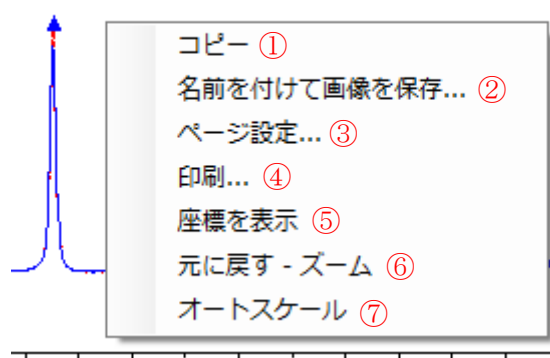 コピー ①
名前を付けて画像を保存... ②
ページ設定... ③
印刷... ④
座標を表示 ⑤
元に戻す - ズーム ⑥
オートスケール ⑦